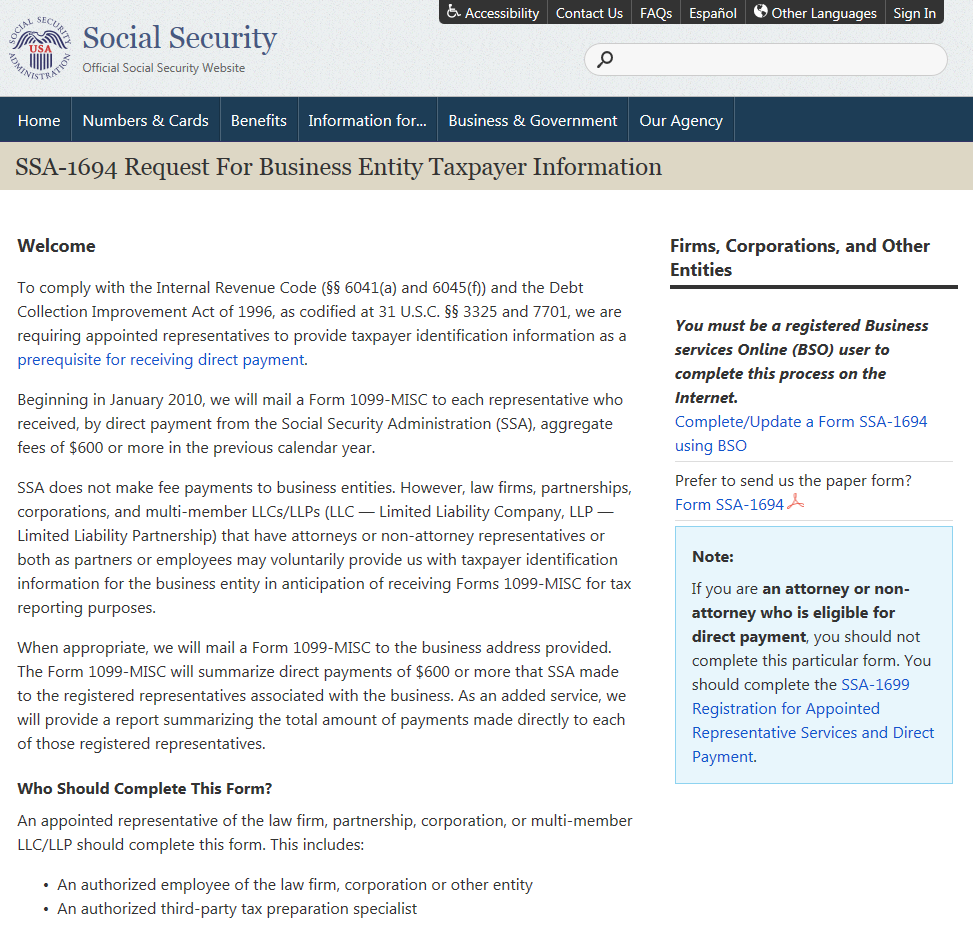 Accessibility
Contact Us
FAQs
Español
Other Languages
Sign In
SOCIAL SECURITY ADMINISTRATION
USA
Social Security
Official Social Security Website
Home
Numbers & Cards
Benefits
Information for...
Business & Government
Our Agency
SSA-1694 Request For Business Entity Taxpayer Information
Welcome
To comply with the Internal Revenue Code (§§ 6041(a) and 6045(f)) and the Debt
Collection Improvement Act of 1996, as codified at 31 U.S.C. §§ 3325 and 7701, we are
requiring appointed representatives to provide taxpayer identification information as a
prerequisite for receiving direct payment.
Beginning in January 2010, we will mail a Form 1099-MISC to each representative who
received, by direct payment from the Social Security Administration (SSA), aggregate
fees of $600 or more in the previous calendar year.
SSA does not make fee payments to business entities. However, law firms, partnerships,
corporations, and multi-member LLCs/LLPs (LLC — Limited Liability Company, LLP —
Limited Liability Partnership) that have attorneys or non-attorney representatives or
both as partners or employees may voluntarily provide us with taxpayer identification
information for the business entity in anticipation of receiving Forms 1099-MISC for tax
reporting purposes.
When appropriate, we will mail a Form 1099-MISC to the business address provided.
The Form 1099-MISC will summarize direct payments of $600 or more that SSA made
to the registered representatives associated with the business. As an added service, we
will provide a report summarizing the total amount of payments made directly to each
of those registered representatives.
Who Should Complete This Form?
An appointed representative of the law firm, partnership, corporation, or multi-member
LLC/LLP should complete this form. This includes:
• An authorized employee of the law firm, corporation or other entity
• An authorized third-party tax preparation specialist
Firms, Corporations, and Other
Entities
You must be a registered Business
services Online (BSO) user to
complete this process on the
Internet.
Complete/Update a Form SSA-1694
using BSO
Prefer to send us the paper form?
Form SSA-1694
Note:
If you are an attorney or non-
attorney who is eligible for
direct payment, you should not
complete this particular form. You
should complete the SSA-1699
Registration for Appointed
Representative Services and Direct
Payment.